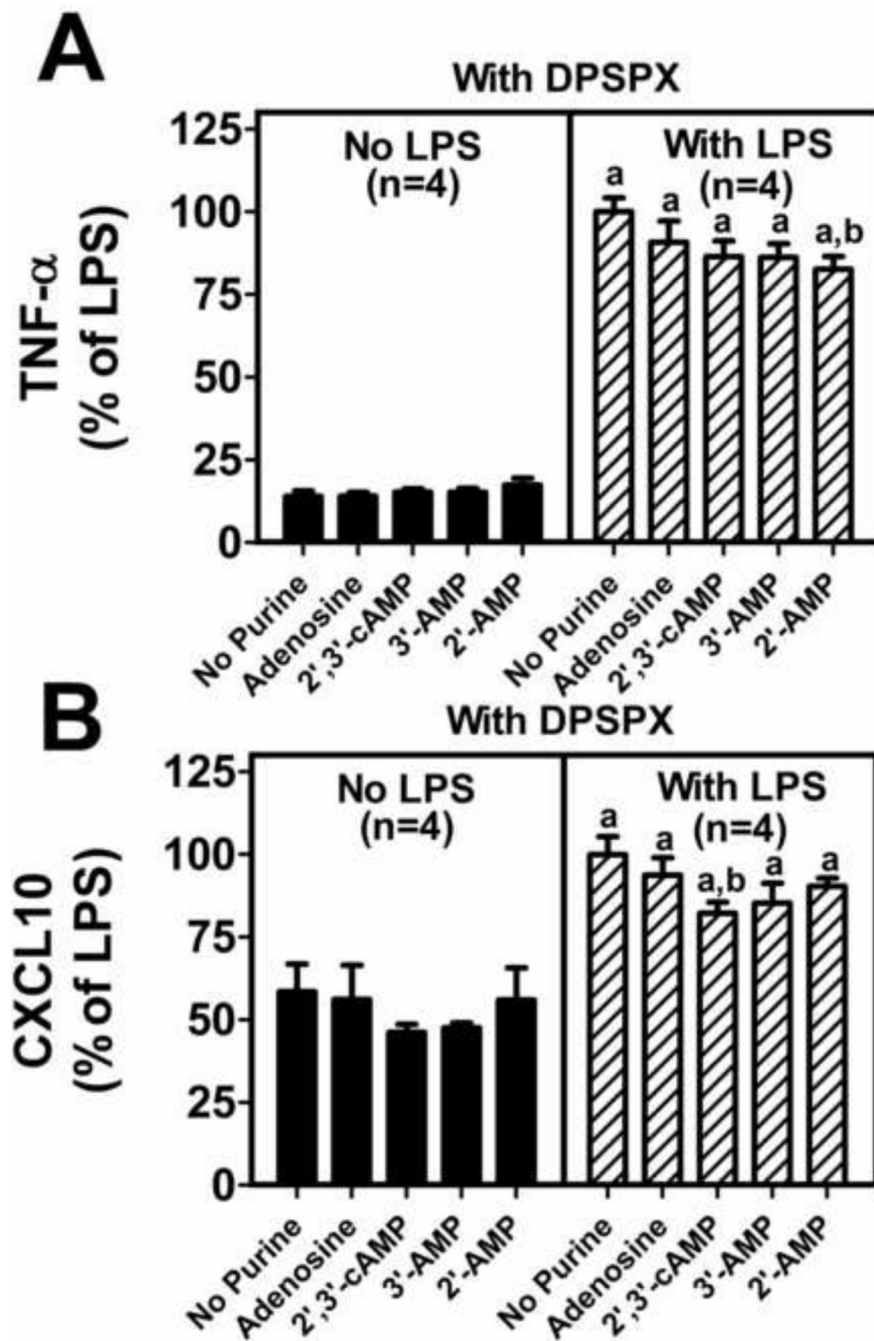 A
With DPSPX
No LPS
(n=4)
With LPS
(n=4)
a
a
a
a
a,b
TNF-α
(% of LPS)
125
100
75
50
25
0
No Purine
Adenosine
2',3'-cAMP
3'-AMP
2'-AMP
No Purine
Adenosine
2',3'-cAMP
3'-AMP
2'-AMP
B
With DPSPX
No LPS
(n=4)
With LPS
(n=4)
a
a
a,b
a
a
CXCL10
(% of LPS)
125
100
75
50
25
0
No Purine
Adenosine
2',3'-cAMP
3'-AMP
2'-AMP
No Purine
Adenosine
2',3'-cAMP
3'-AMP
2'-AMP